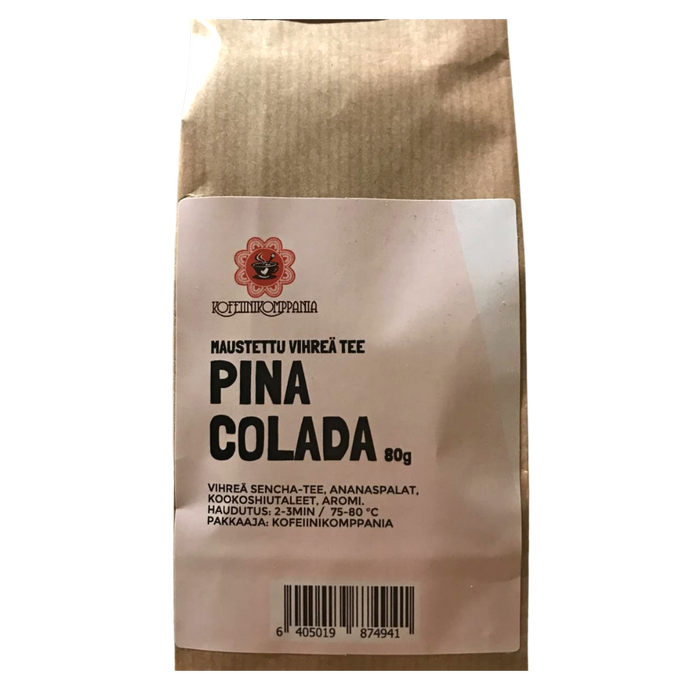 KOFEIINIKOMPPANIA
MAUSTETTU VIHREÄ TEE
PINA
COLADA 80g
VIHREÄ SENCHA-TEE, ANANASPALAT,
KOOKOSHIUTALEET, AROMI.
HAUDUTUS: 2-3MIN / 75-80 °C
PAKKAAJA: KOFEIINIKOMPPANIA
6 405019 874941